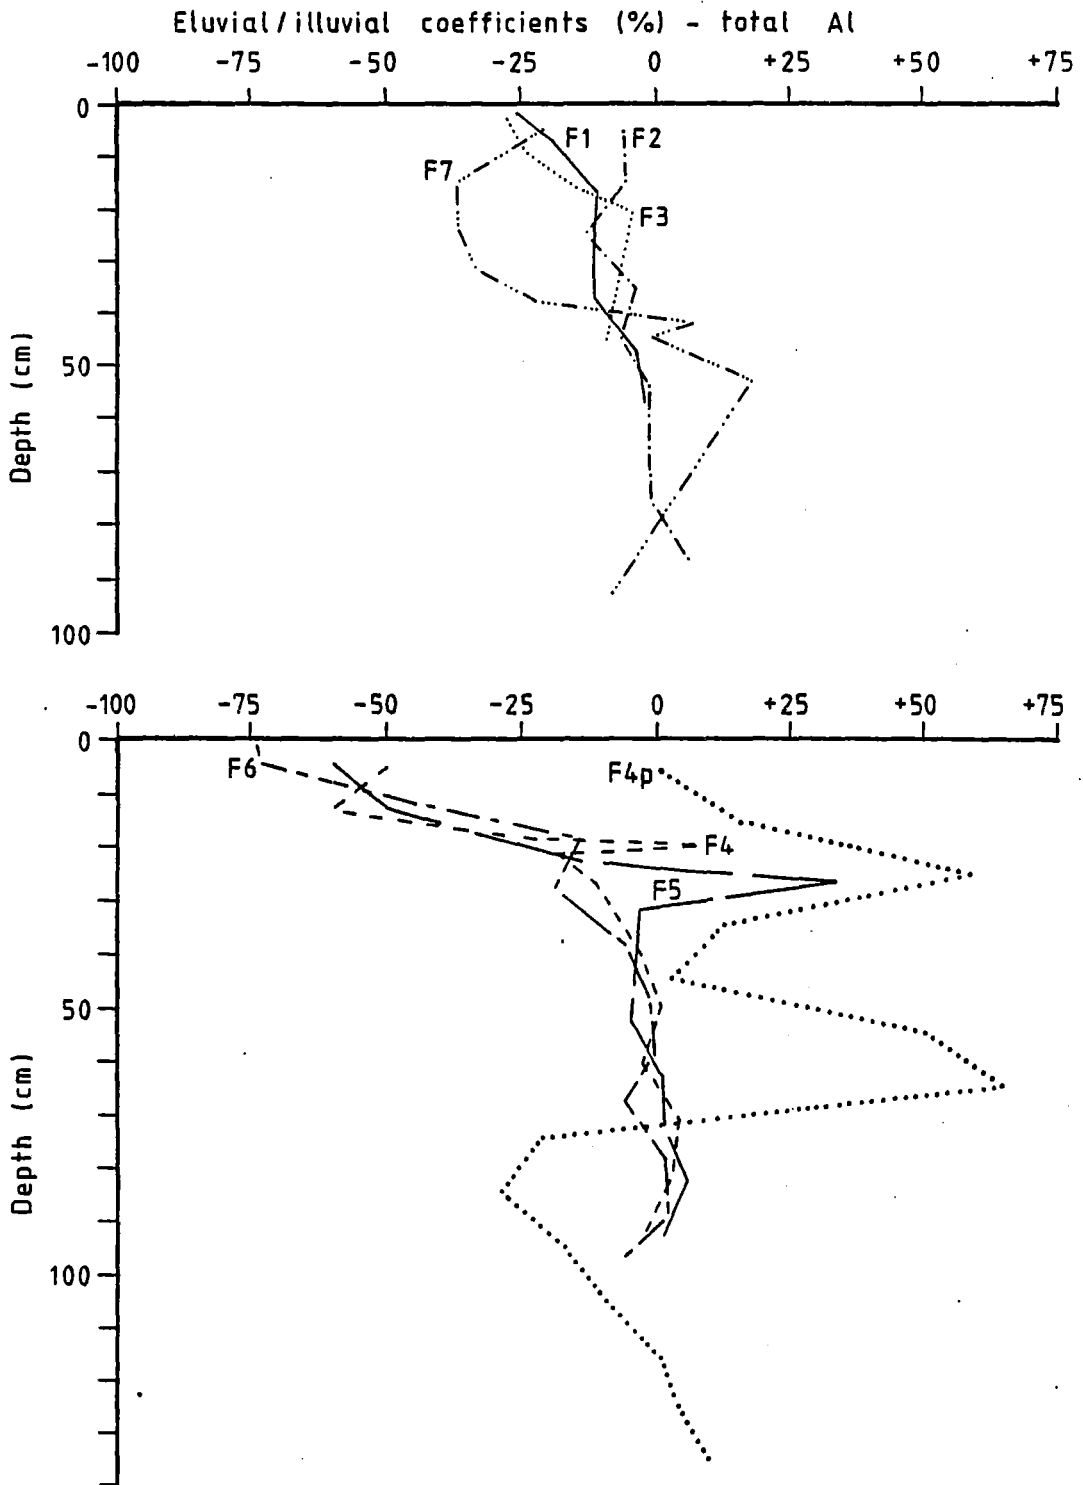 Eluvial/illuvial coefficients (%) - total Al
-100 -75 -50 -25 0 +25 +50 +75
0
F1 F2
F7
F3
50
Depth (cm)
100
-100 -75 -50 -25 0 +25 +50 +75
0
F6 F4p
F4
F5
50
Depth (cm)
100